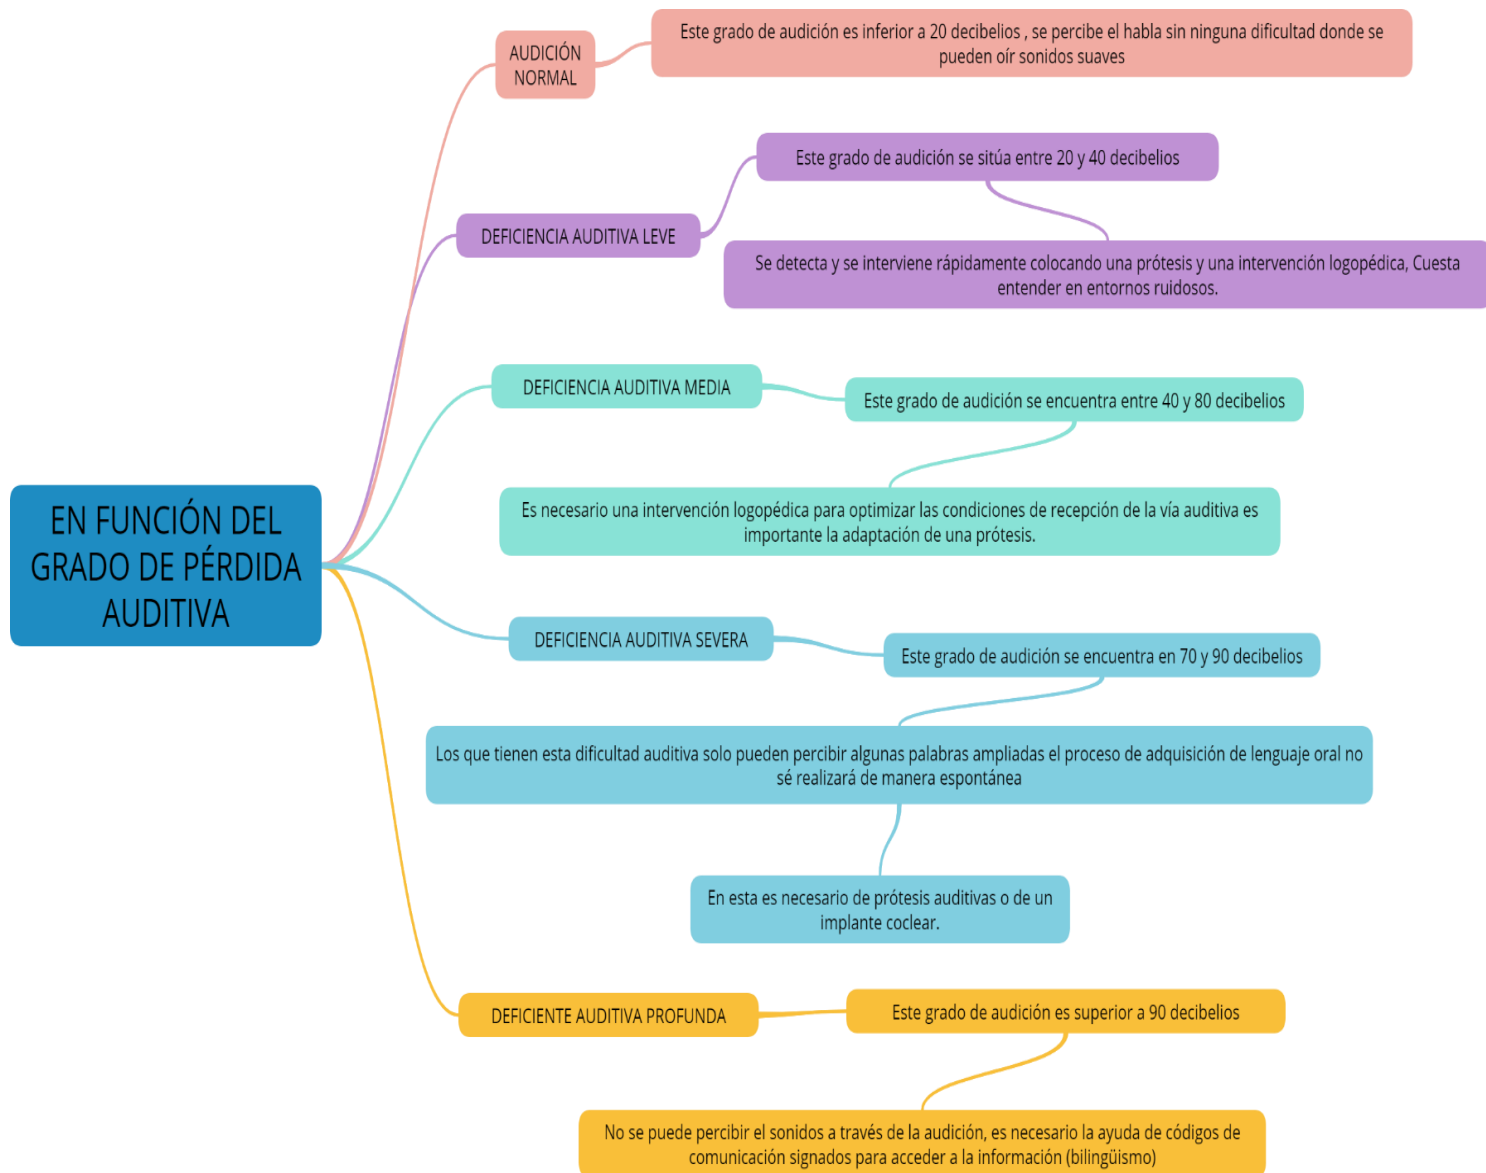 AUDICIÓN
NORMAL
Este grado de audición es inferior a 20 decibelios , se percibe el habla sin ninguna dificultad donde se
pueden oír sonidos suaves
DEFICIENCIA AUDITIVA LEVE
Este grado de audición se sitúa entre 20 y 40 decibelios
Se detecta y se interviene rápidamente colocando una prótesis y una intervención logopédica, Cuesta
entender en entornos ruidosos.
DEFICIENCIA AUDITIVA MEDIA
Este grado de audición se encuentra entre 40 y 80 decibelios
Es necesario una intervención logopédica para optimizar las condiciones de recepción de la vía auditiva es
importante la adaptación de una prótesis.
EN FUNCIÓN DEL
GRADO DE PÉRDIDA
AUDITIVA
DEFICIENCIA AUDITIVA SEVERA
Este grado de audición se encuentra en 70 y 90 decibelios
Los que tienen esta dificultad auditiva solo pueden percibir algunas palabras ampliadas el proceso de adquisición de lenguaje oral no
sé realizará de manera espontánea
En esta es necesario de prótesis auditivas o de un
implante coclear.
DEFICIENTE AUDITIVA PROFUNDA
Este grado de audición es superior a 90 decibelios
No se puede percibir el sonidos a través de la audición, es necesario la ayuda de códigos de
comunicación signados para acceder a la información (bilingüismo)